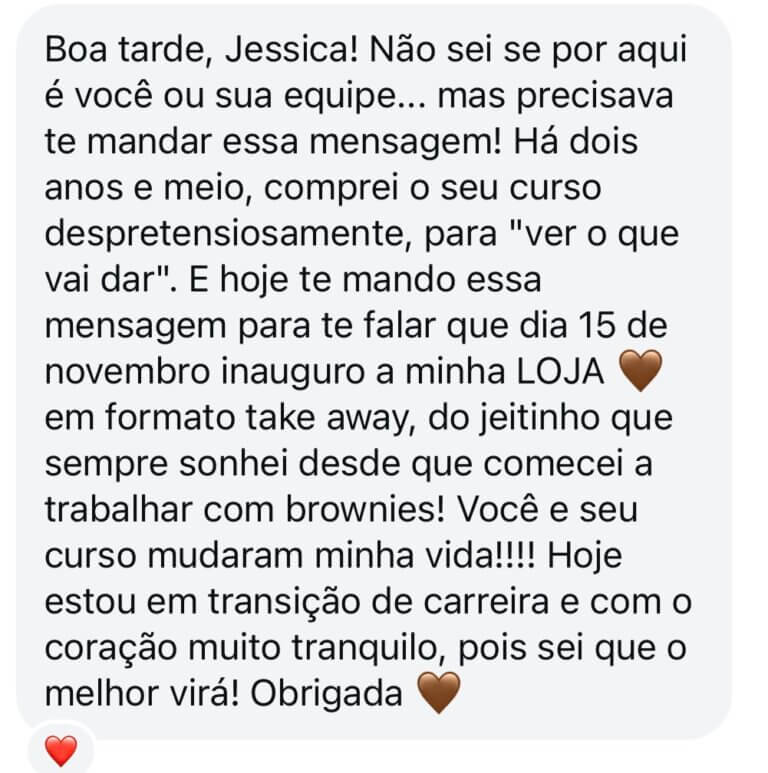 Boa tarde, Jessica! Não sei se por aqui
é você ou sua equipe... mas precisava
te mandar essa mensagem! Há dois
anos e meio, comprei o seu curso
despretensiosamente, para "ver o que
vai dar". E hoje te mando essa
mensagem para te falar que dia 15 de
novembro inauguro a minha LOJA 🤎
em formato take away, do jeitinho que
sempre sonhei desde que comecei a
trabalhar com brownies! Você e seu
curso mudaram minha vida!!!! Hoje
estou em transição de carreira e com o
coração muito tranquilo, pois sei que o
melhor virá! Obrigada 🤎
❤️